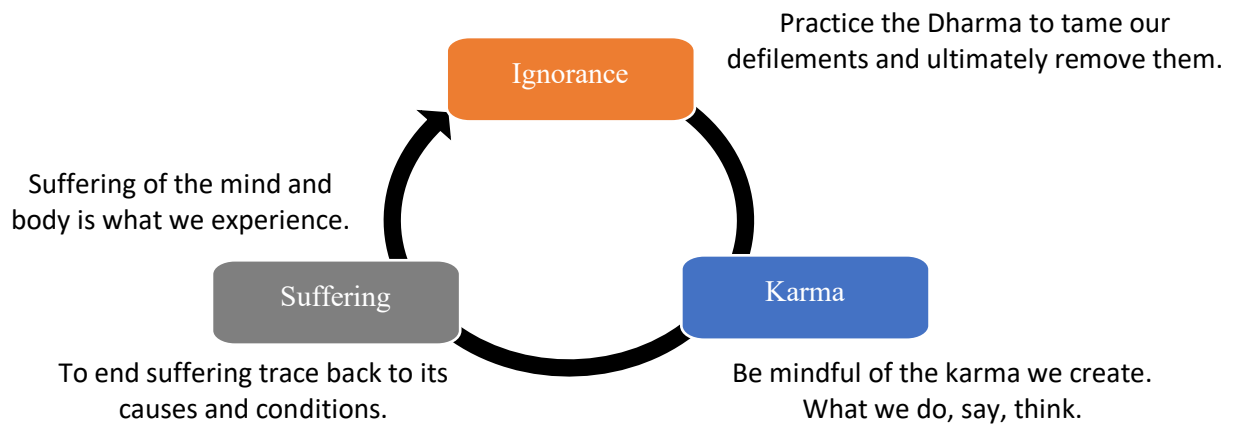 Practice the Dharma to tame our
defilements and ultimately remove them.
Ignorance
Suffering of the mind and
body is what we experience.
Suffering
Karma
To end suffering trace back to its
causes and conditions.
Be mindful of the karma we create.
What we do, say, think.